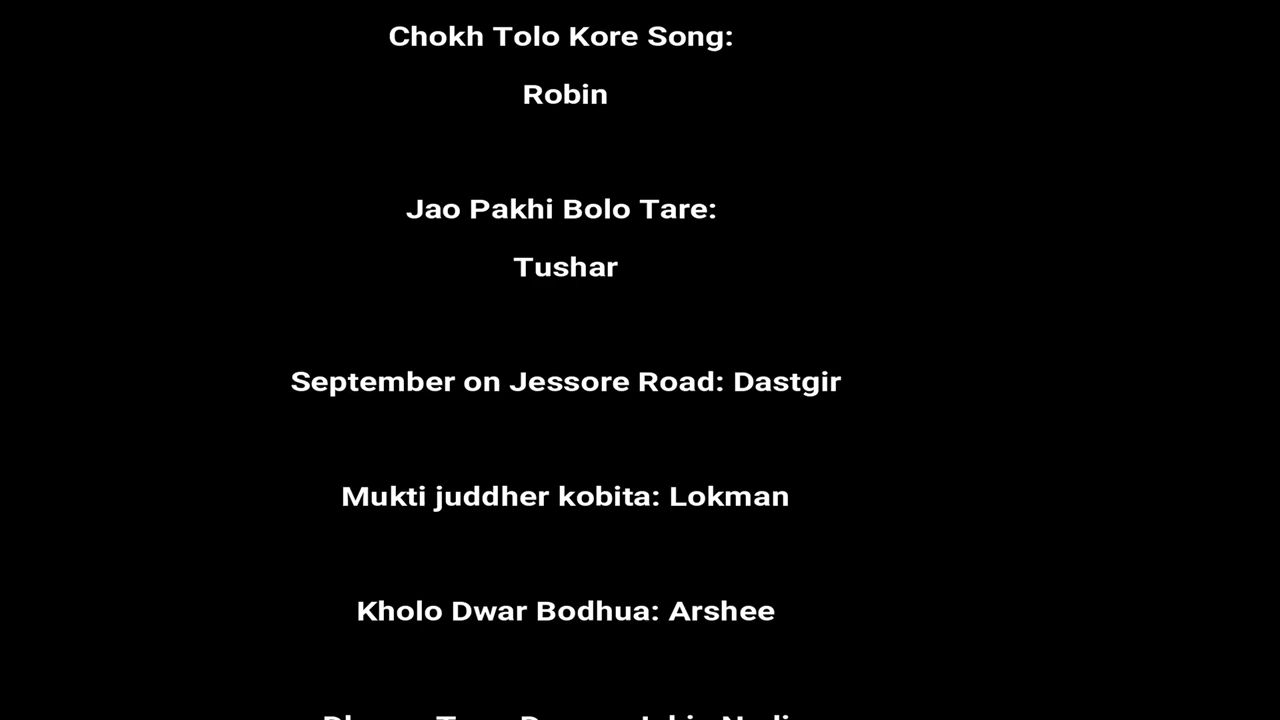 Chokh Tolo Kore Song:
Robin
Jao Pakhi Bolo Tare:
Tushar
September on Jessore Road: Dastgir
Mukti juddher kobita: Lokman
Kholo Dwar Bodhua: Arshee